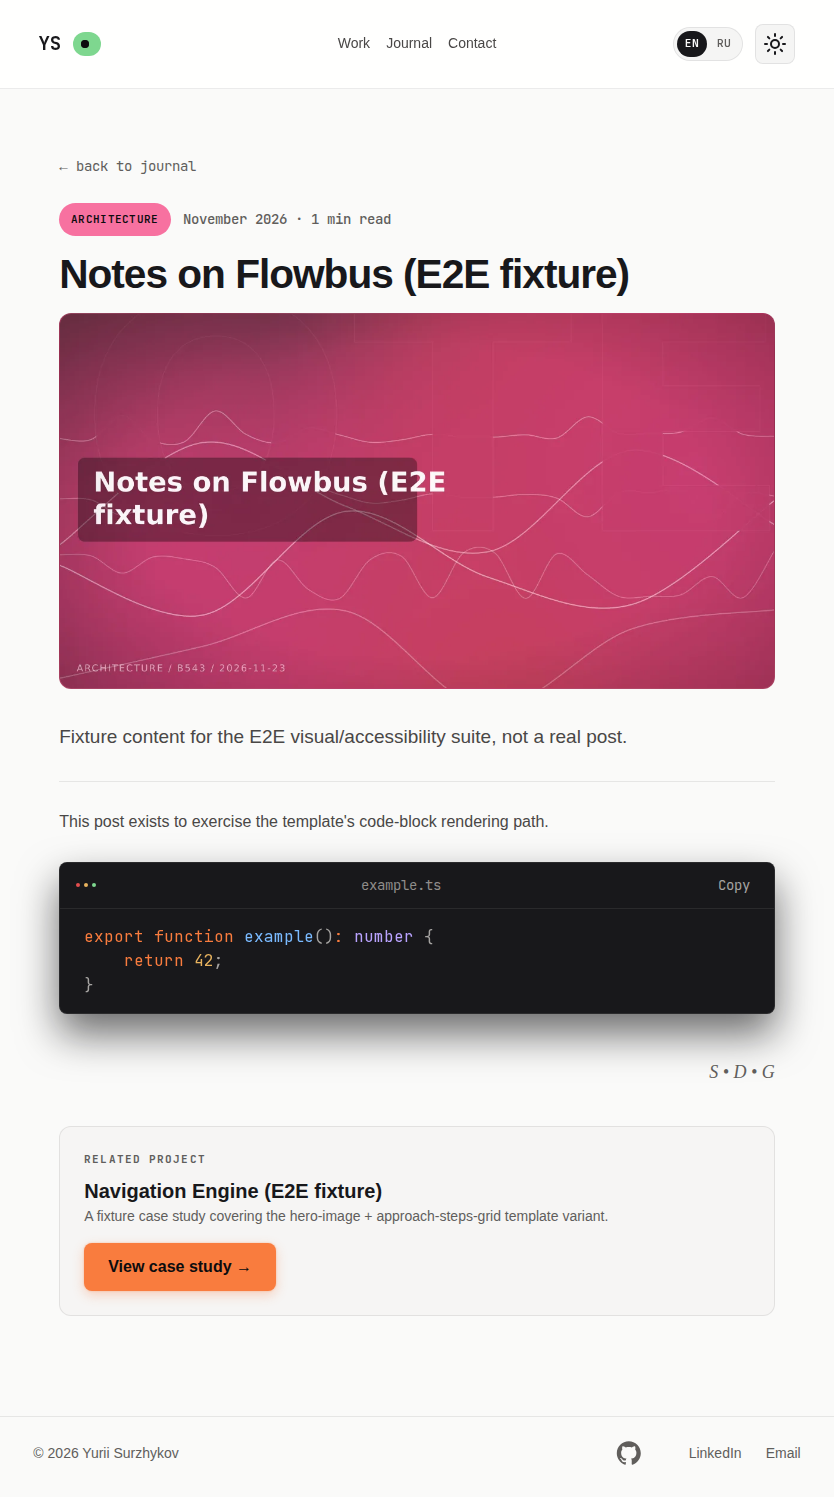 YS
Work Journal Contact
EN RU
← back to journal
ARCHITECTURE November 2026 · 1 min read
Notes on Flowbus (E2E fixture)
Notes on Flowbus (E2E
fixture)
ARCHITECTURE / B543 / 2026-11-23
Fixture content for the E2E visual/accessibility suite, not a real post.
This post exists to exercise the template's code-block rendering path.
example.ts Copy
export function example(): number {
    return 42;
}
S • D • G
RELATED PROJECT
Navigation Engine (E2E fixture)
A fixture case study covering the hero-image + approach-steps-grid template variant.
View case study →
© 2026 Yurii Surzhykov LinkedIn Email